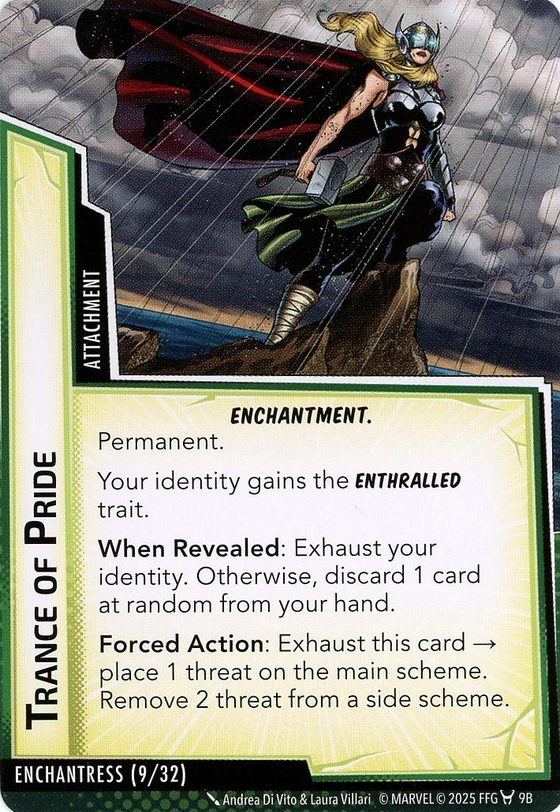 ATTACHMENT
TRANCE OF PRIDE
ENCHANTMENT.
Permanent.
Your identity gains the ENTHRALLED
trait.
When Revealed: Exhaust your
identity. Otherwise, discard 1 card
at random from your hand.
Forced Action: Exhaust this card →
place 1 threat on the main scheme.
Remove 2 threat from a side scheme.
ENCHANTRESS (9/32)
Andrea Di Vito & Laura Villari. © MARVEL © 2025 FFG 9B